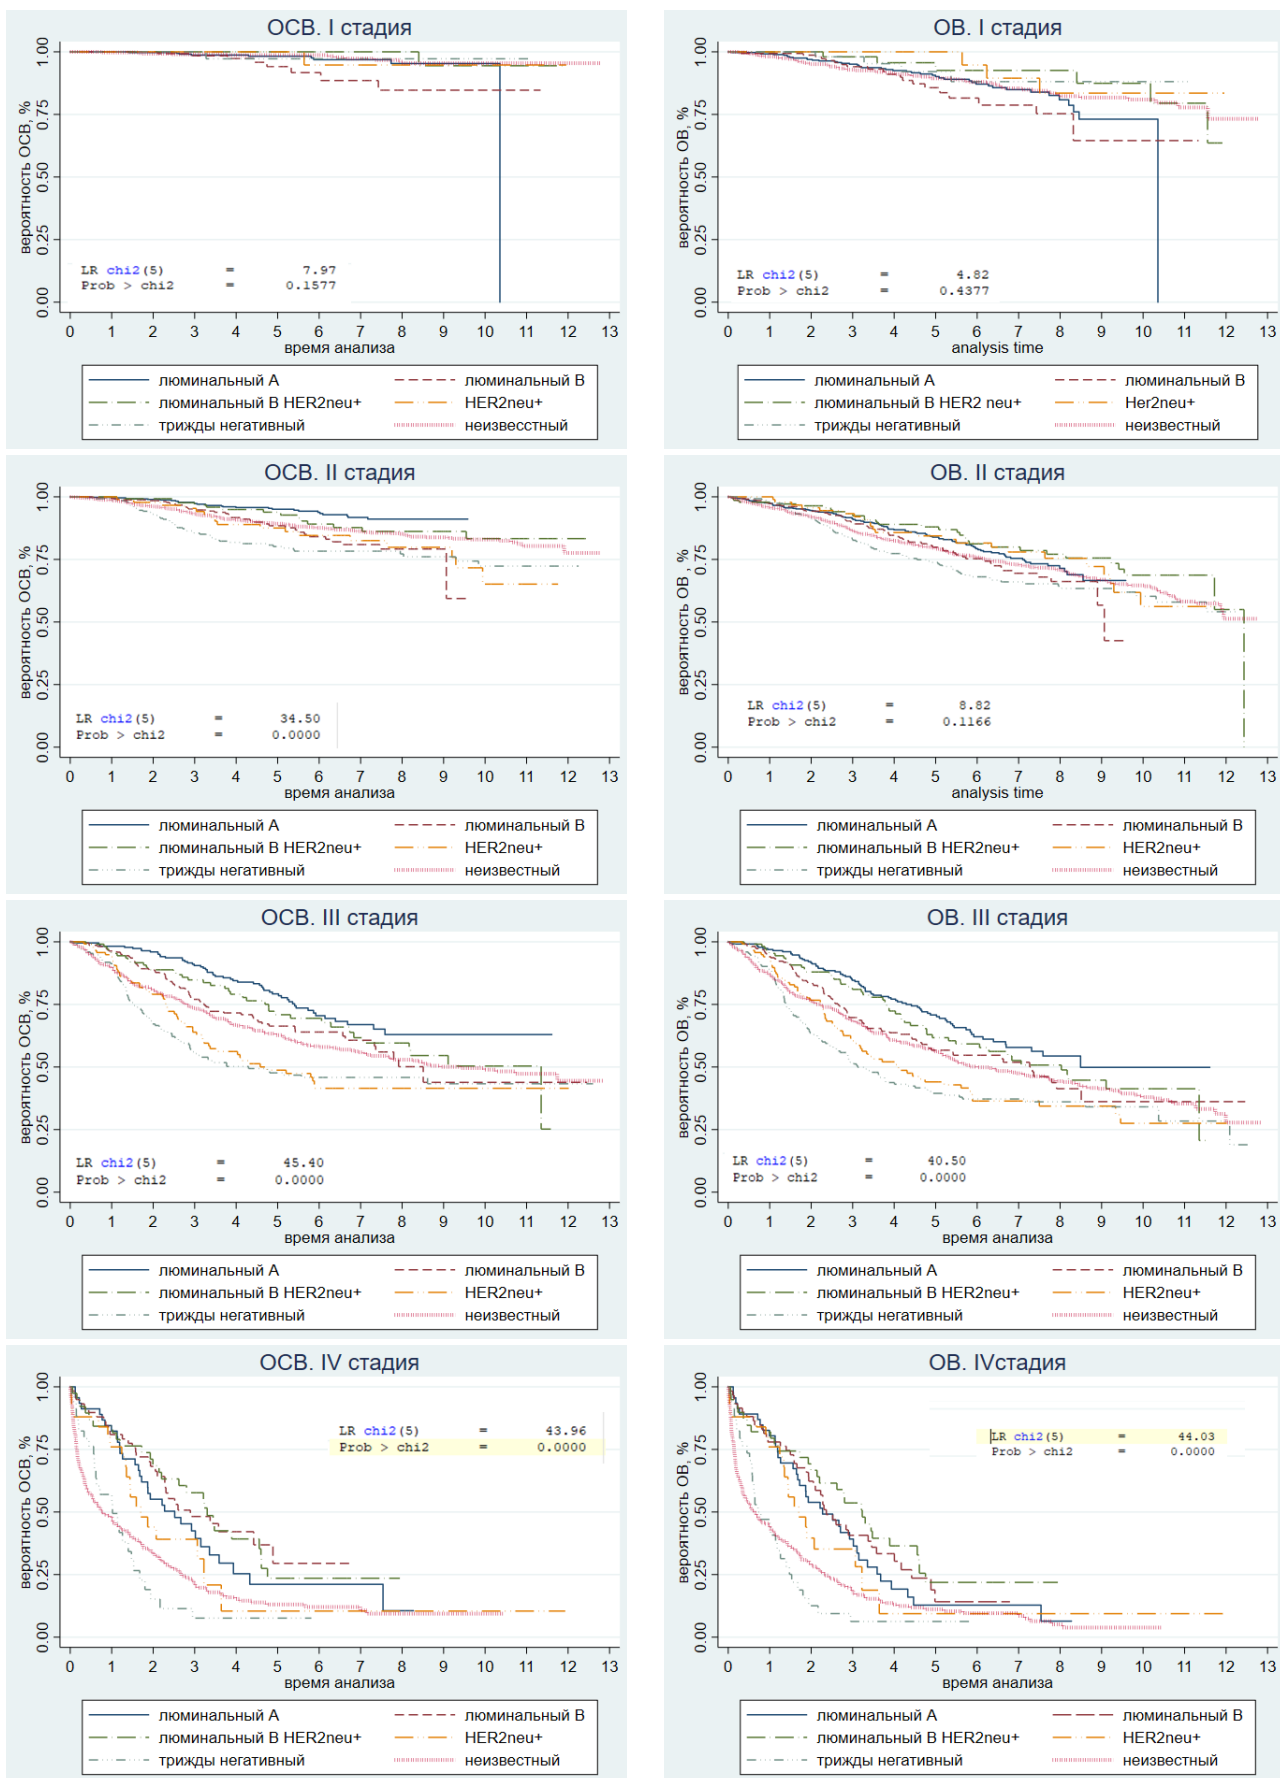 ОСВ. I стадия
вероятность ОСВ, %
0.00 0.25 0.50 0.75 1.00
LR chi2(5) = 7.97
Prob > chi2 = 0.1577
0 1 2 3 4 5 6 7 8 9 10 11 12 13
время анализа
люминальный А люминальный В
люминальный В HER2neu+ HER2neu+
трижды негативный неизвесстный
ОВ. I стадия
вероятность ОВ, %
0.00 0.25 0.50 0.75 1.00
LR chi2(5) = 4.82
Prob > chi2 = 0.4377
0 1 2 3 4 5 6 7 8 9 10 11 12 13
analysis time
люминальный А люминальный В
люминальный В HER2 neu+ Her2neu+
трижды негативный неизвестный
ОСВ. II стадия
вероятность ОСВ, %
0.00 0.25 0.50 0.75 1.00
LR chi2(5) = 34.50
Prob > chi2 = 0.0000
0 1 2 3 4 5 6 7 8 9 10 11 12 13
время анализа
люминальный А люминальный В
люминальный В HER2neu+ HER2neu+
трижды негативный неизвестный
ОВ. II стадия
вероятность ОВ , %
0.00 0.25 0.50 0.75 1.00
LR chi2(5) = 8.82
Prob > chi2 = 0.1166
0 1 2 3 4 5 6 7 8 9 10 11 12 13
analysis time
люминальный А люминальный В
люминальный В HER2neu+ HER2neu+
трижды негативный неизвестный
ОСВ. III стадия
вероятность ОСВ, %
0.00 0.25 0.50 0.75 1.00
LR chi2(5) = 45.40
Prob > chi2 = 0.0000
0 1 2 3 4 5 6 7 8 9 10 11 12 13
время анализа
люминальный А люминальный В
люминальный В HER2neu+ HER2neu+
трижды негативный неизвестный
ОВ. III стадия
вероятность ОВ, %
0.00 0.25 0.50 0.75 1.00
LR chi2(5) = 40.50
Prob > chi2 = 0.0000
0 1 2 3 4 5 6 7 8 9 10 11 12 13
время анализа
люминальный А люминальный В
люминальный В HER2neu+ HER2neu+
трижды негативный неизвестный
ОСВ. IV стадия
вероятность ОСВ, %
0.00 0.25 0.50 0.75 1.00
LR chi2(5) = 43.96
Prob > chi2 = 0.0000
0 1 2 3 4 5 6 7 8 9 10 11 12 13
время анализа
люминальный А люминальный В
люминальный В HER2neu+ HER2neu+
трижды негативный неизвестный
ОВ. IVстадия
вероятность ОВ, %
0.00 0.25 0.50 0.75 1.00
LR chi2(5) = 44.03
Prob > chi2 = 0.0000
0 1 2 3 4 5 6 7 8 9 10 11 12 13
время анализа
люминальный А люминальный В
люминальный В HER2neu+ HER2neu+
трижды негативный неизвестный